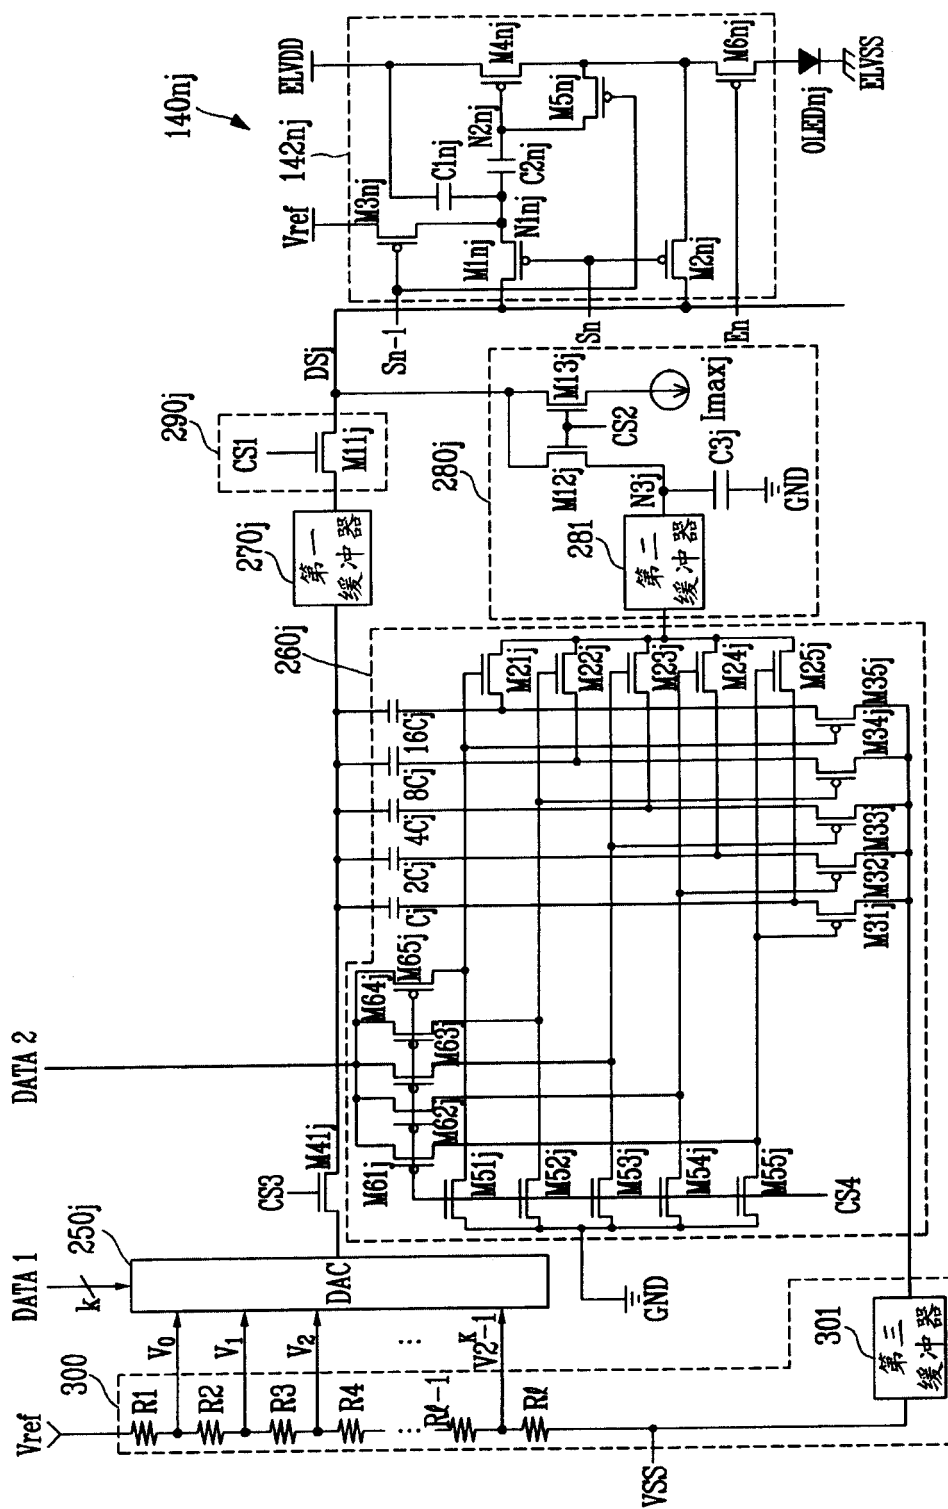 140nj
142nj
ELVDD
Vref
M3nj
C1nj
M4nj
N2nj
C2nj
M5nj
M1nj
N1nj
M2nj
M6nj
OLEDnj
ELVSS
Sn-1
Sn
En
DSj
290j
CS1
M11j
270j
第一
缓冲器
280j
M12j
M13j
CS2
Imaxj
N3j
C3j
GND
281
第二
缓冲器
260j
16Cj
8Cj
4Cj
2Cj
Cj
M21j
M22j
M23j
M24j
M25j
M35j
M34j
M33j
M32j
M31j
DATA 2
M65j
M64j
M63j
M62j
M61j
M51j
M52j
M53j
M54j
M55j
CS4
GND
CS3
M41j
DATA 1
k
250j
DAC
V0
V1
V2
...
V2K-1
300
Vref
R1
R2
R3
R4
...
Rℓ-1
Rℓ
VSS
301
第三
缓冲器